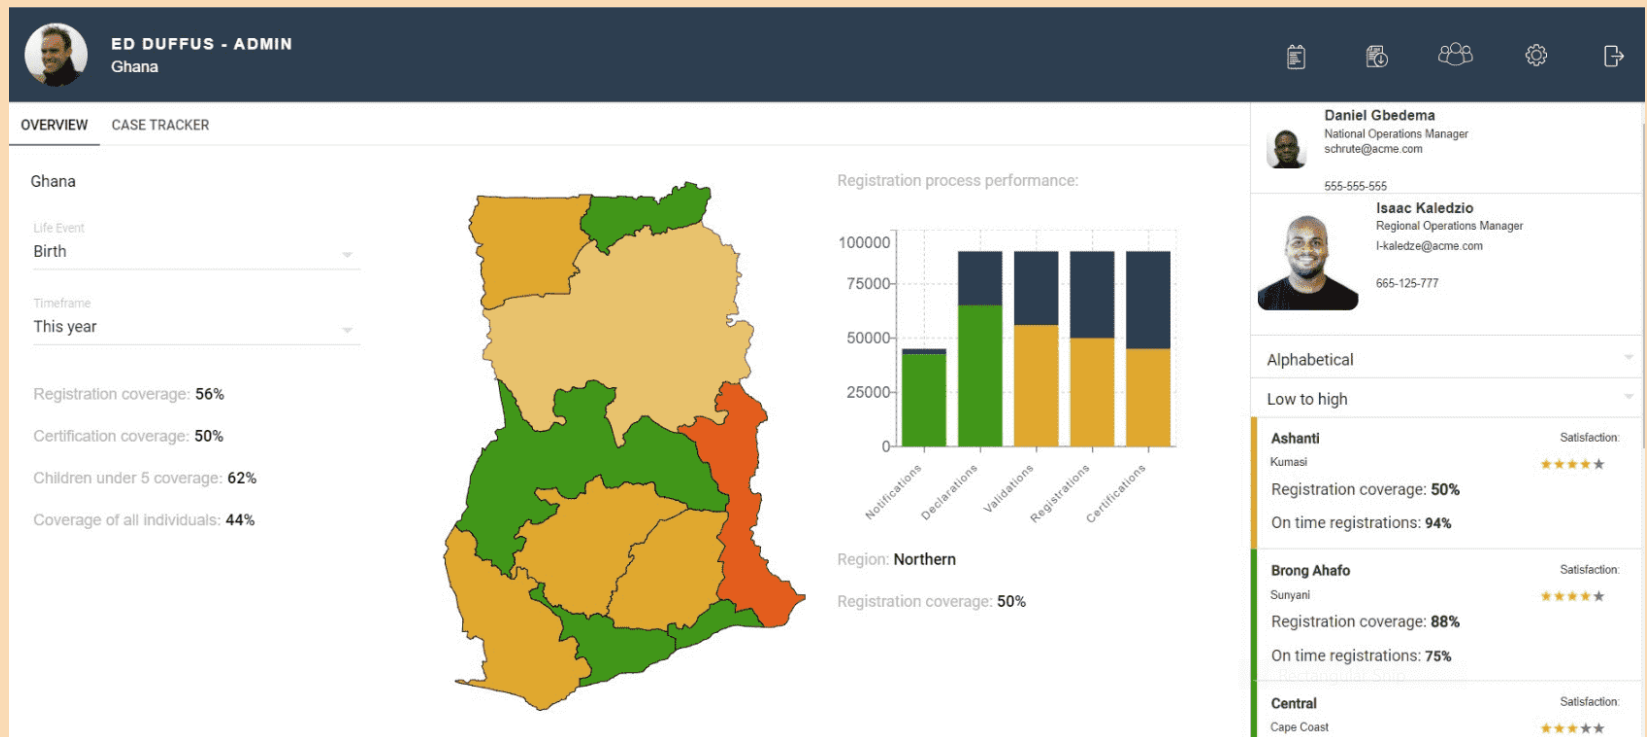 ED DUFFUS - ADMIN
Ghana
OVERVIEW
CASE TRACKER
Ghana
Life Event
Birth
Timeframe
This year
Registration coverage: 56%
Certification coverage: 50%
Children under 5 coverage: 62%
Coverage of all individuals: 44%
Registration process performance:
100000
75000
50000
25000
0
Notifications
Declarations
Validations
Registrations
Certifications
Region: Northern
Registration coverage: 50%
Daniel Gbedema
National Operations Manager
schrute@acme.com
555-555-555
Isaac Kaledzio
Regional Operations Manager
I-kaledze@acme.com
665-125-777
Alphabetical
Low to high
Ashanti
Satisfaction:
Kumasi
Registration coverage: 50%
On time registrations: 94%
Brong Ahafo
Satisfaction:
Sunyani
Registration coverage: 88%
On time registrations: 75%
Rectangular Snip
Central
Satisfaction:
Cape Coast